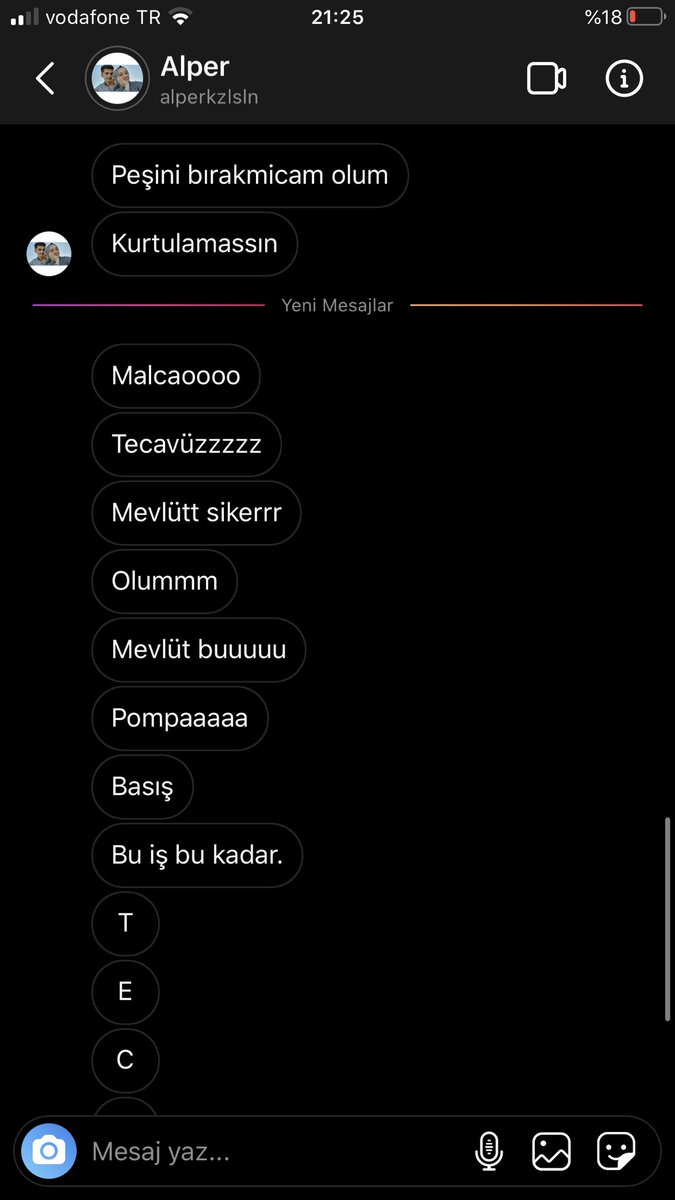 vodafone TR
21:25
%18
Alper
alperkzlsln
Peşini bırakmicam olum
Kurtulamassın
Yeni Mesajlar
Malcaoooo
Tecavüzzzzz
Mevlütt sikerrr
Olummm
Mevlüt buuuuu
Pompaaaaa
Basış
Bu iş bu kadar.
T
E
C
Mesaj yaz...